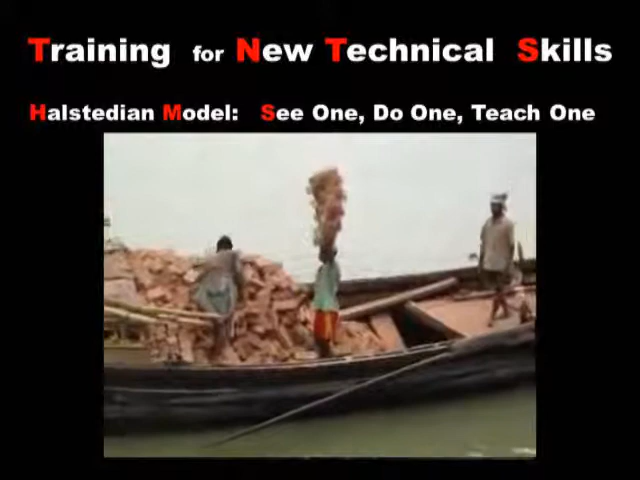 Training for New Technical Skills
Halstedian Model: See One, Do One, Teach One